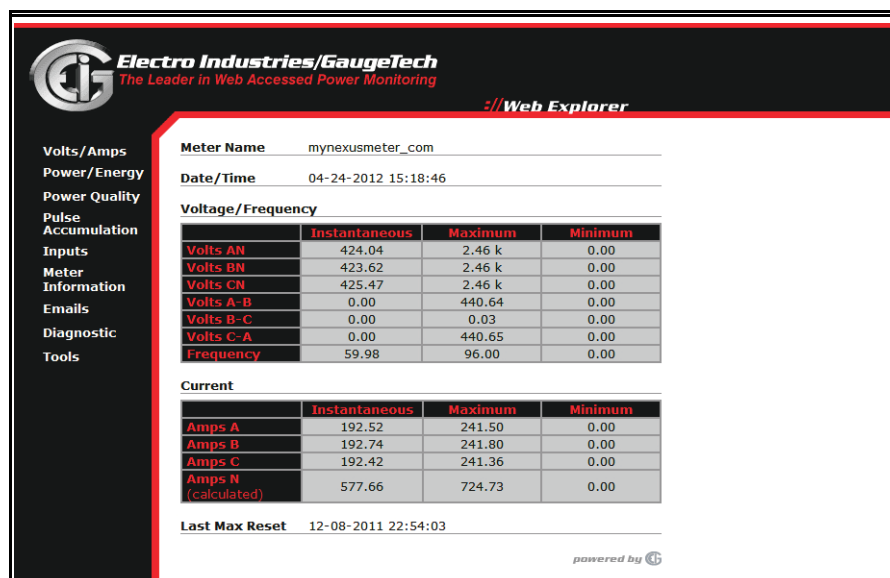 Electro Industries/GaugeTech
The Leader in Web Accessed Power Monitoring
://Web Explorer
Volts/Amps
Power/Energy
Power Quality
Pulse
Accumulation
Inputs
Meter
Information
Emails
Diagnostic
Tools
Meter Name mynexusmeter_com
Date/Time 04-24-2012 15:18:46
Voltage/Frequency
Instantaneous Maximum Minimum
Volts AN 424.04 2.46 k 0.00
Volts BN 423.62 2.46 k 0.00
Volts CN 425.47 2.46 k 0.00
Volts A-B 0.00 440.64 0.00
Volts B-C 0.00 0.03 0.00
Volts C-A 0.00 440.65 0.00
Frequency 59.98 96.00 0.00
Current
Instantaneous Maximum Minimum
Amps A 192.52 241.50 0.00
Amps B 192.74 241.80 0.00
Amps C 192.42 241.36 0.00
Amps N
(calculated) 577.66 724.73 0.00
Last Max Reset 12-08-2011 22:54:03
powered by